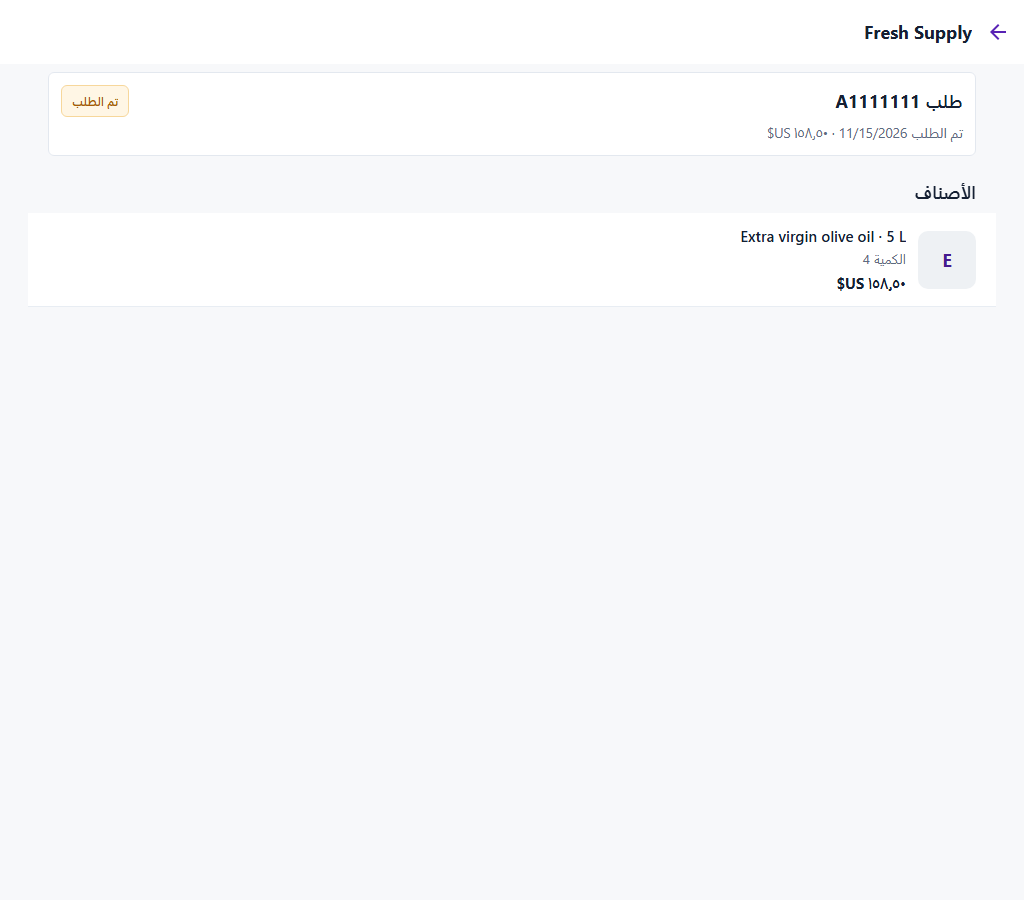 Fresh Supply
طلب A1111111
تم الطلب
تم الطلب 11/15/2026 · ١٥٨٫٥٠ US$
الأصناف
E
Extra virgin olive oil · 5 L
الكمية 4
١٥٨٫٥٠ US$